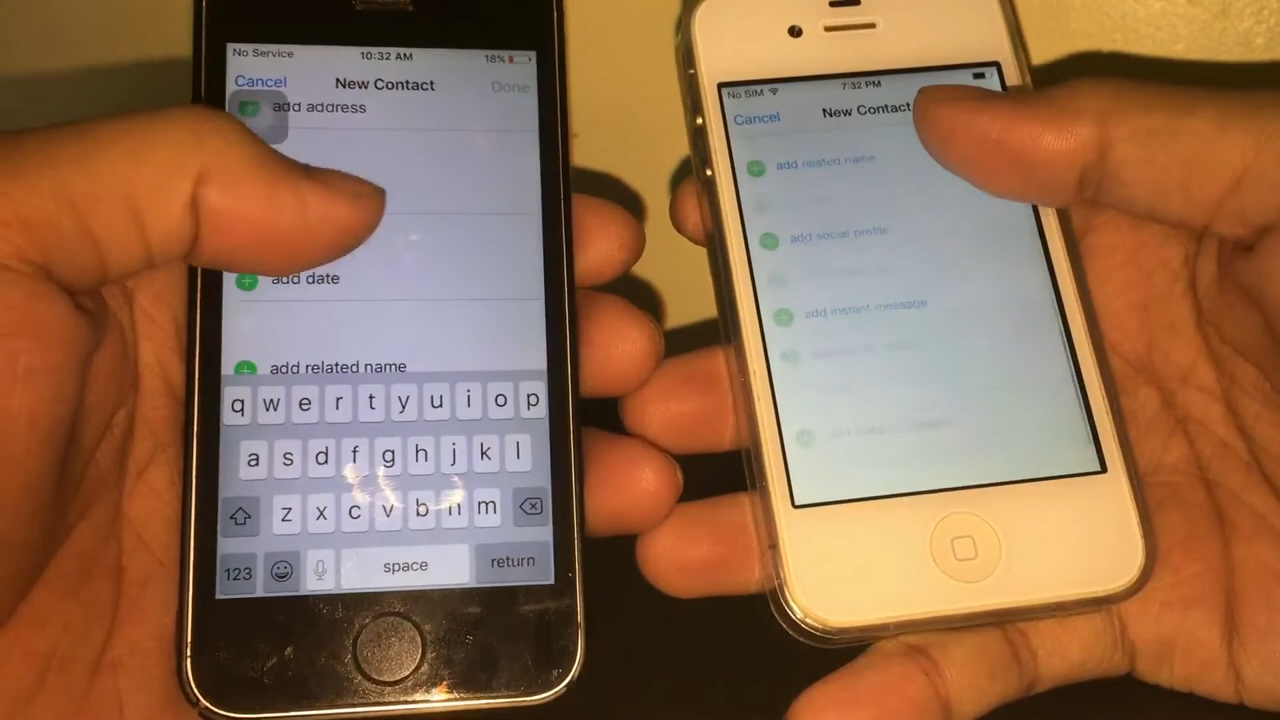 No Service 10:32 AM 18%
Cancel New Contact Done
add address
add date
add related name
q w e r t y u i o p
a s d f g h j k l
z x c v b n m
123 space return
No SIM 7:32 PM
Cancel New Contact
add related name
add social profile
add instant message